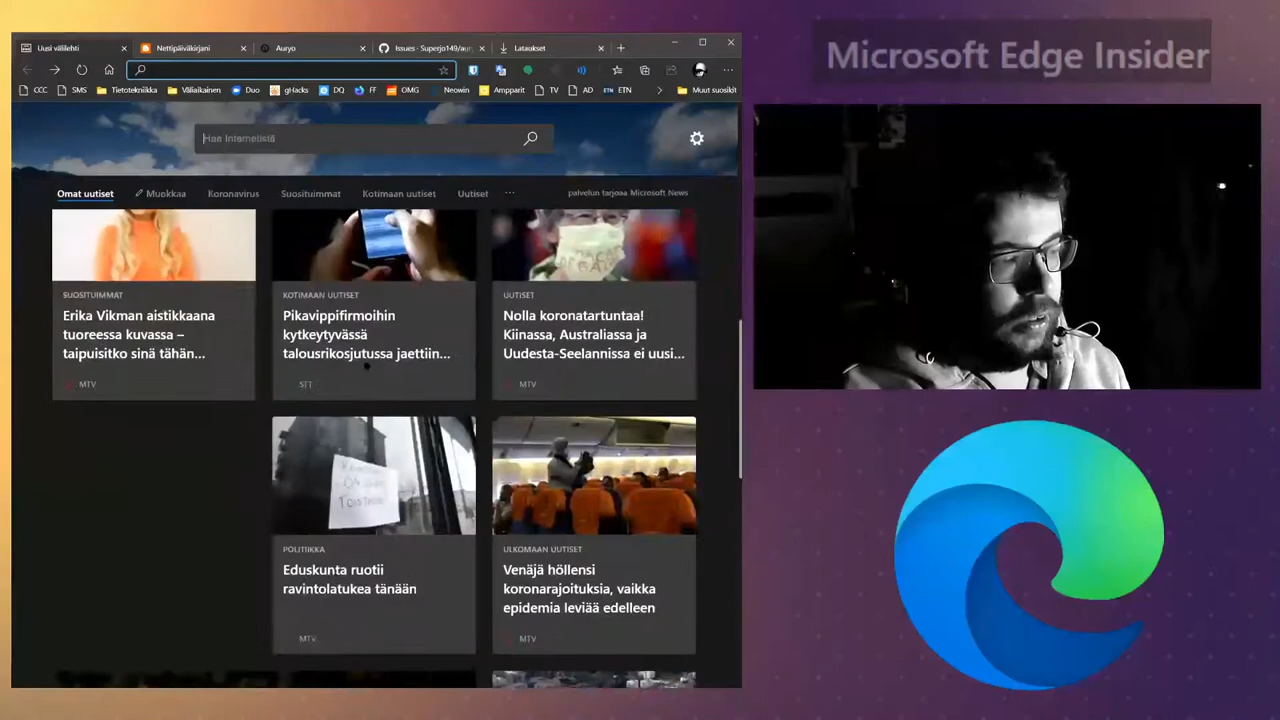 Microsoft Edge Insider
Uusi välilehti
Nettipäiväkirjani
Auryo
Issues · Superjo149/aur
Lataukset
CCC
SMS
Tietotekniikka
Väliaikainen
Duo
gHacks
DQ
FF
OMG
Neowin
Ampparit
TV
AD
ETN
ETN
Muut suosikit
Hae Internetistä
Omat uutiset
Muokkaa
Koronavirus
Suosituimmat
Kotimaan uutiset
Uutiset
palvelun tarjoaa Microsoft News
SUOSITUIMMAT
Erika Vikman aistikkaana
tuoreessa kuvassa –
taipuisitko sinä tähän...
MTV
KOTIMAAN UUTISET
Pikavippifirmoihin
kytkeytyvässä
talousrikosjutussa jaettiin...
STT
UUTISET
Nolla koronatartuntaa!
Kiinassa, Australiassa ja
Uudesta-Seelannissa ei uusi...
MTV
POLITIIKKA
Eduskunta ruotii
ravintolatukea tänään
MTV
ULKOMAAN UUTISET
Venäjä höllensi
koronarajoituksia, vaikka
epidemia leviää edelleen
MTV